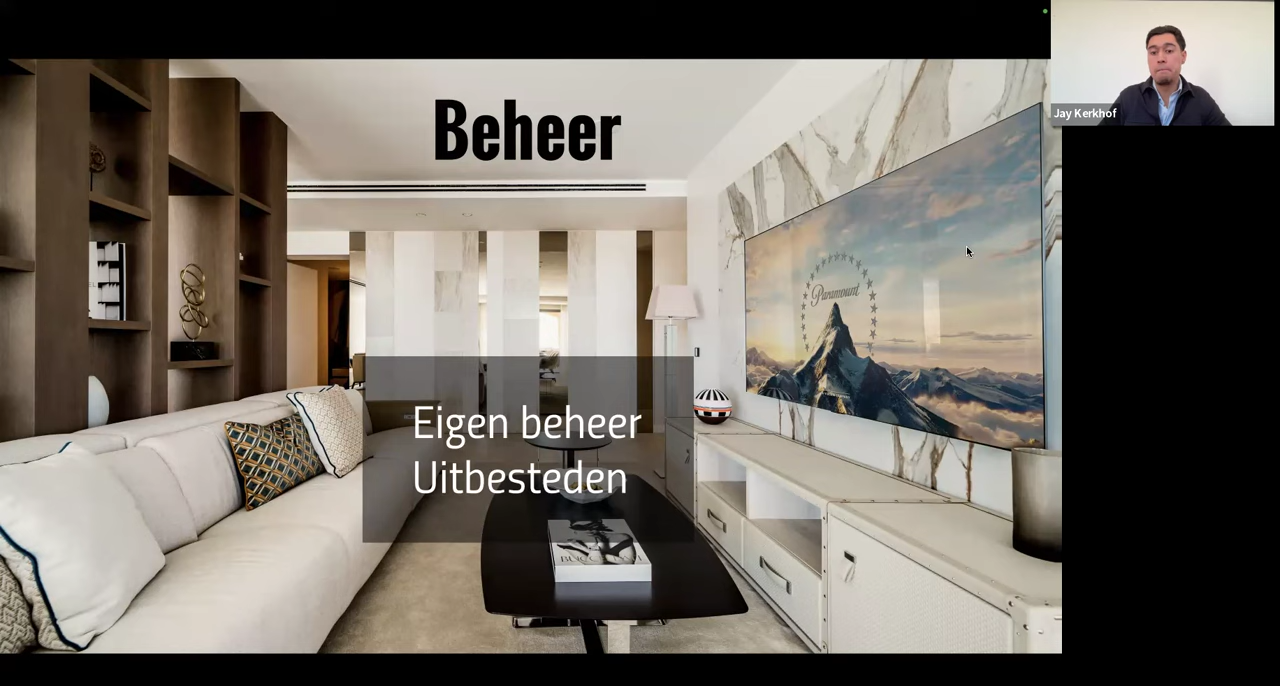 Beheer
Jay Kerkhof
Paramount
Eigen beheer
Uitbesteden